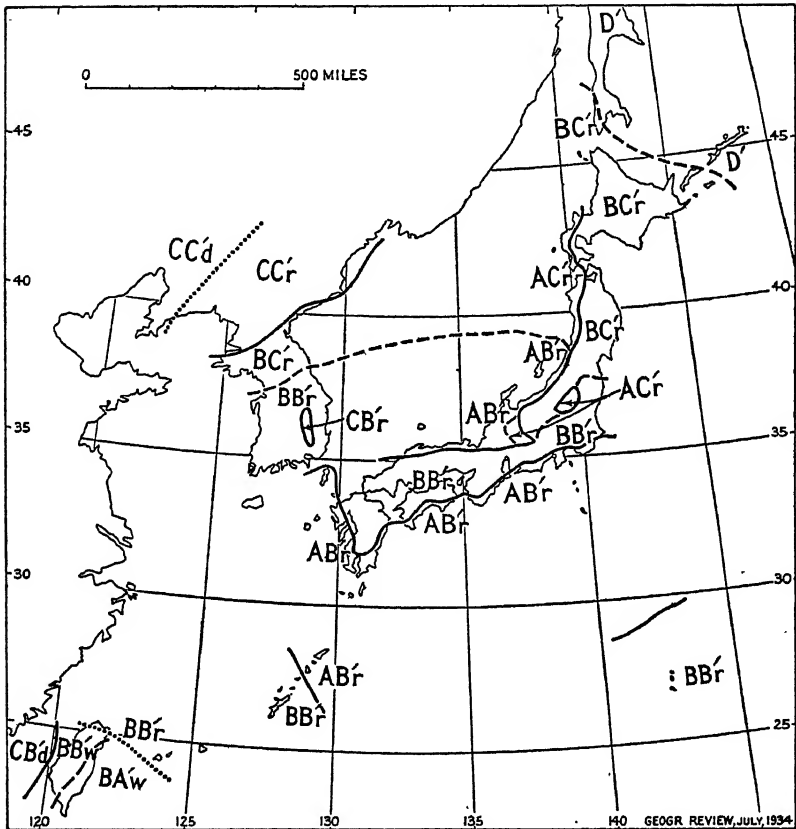 D'
0 500 MILES
45
BC'r
45
D'
BC'r
CC'd
CC'r
40
AC'r
40
BC'r
BC'r
AB'r
BB'r
AC'r
CB'r
AB'r
35
BB'r
35
BB'r
AB'r
AB'r
AB'r
30
30
AB'r
BB'r
BB'r
25
BB'r
CB'd BB'w
BA'w
120 125 130 135 140 GEOGR REVIEW, JULY, 1934